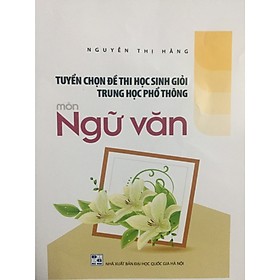 NGUYỄN THỊ HẰNG
TUYỂN CHỌN ĐỀ THI HỌC SINH GIỎI
TRUNG HỌC PHỔ THÔNG
môn
Ngữ văn
NHÀ XUẤT BẢN ĐẠI HỌC QUỐC GIA HÀ NỘI